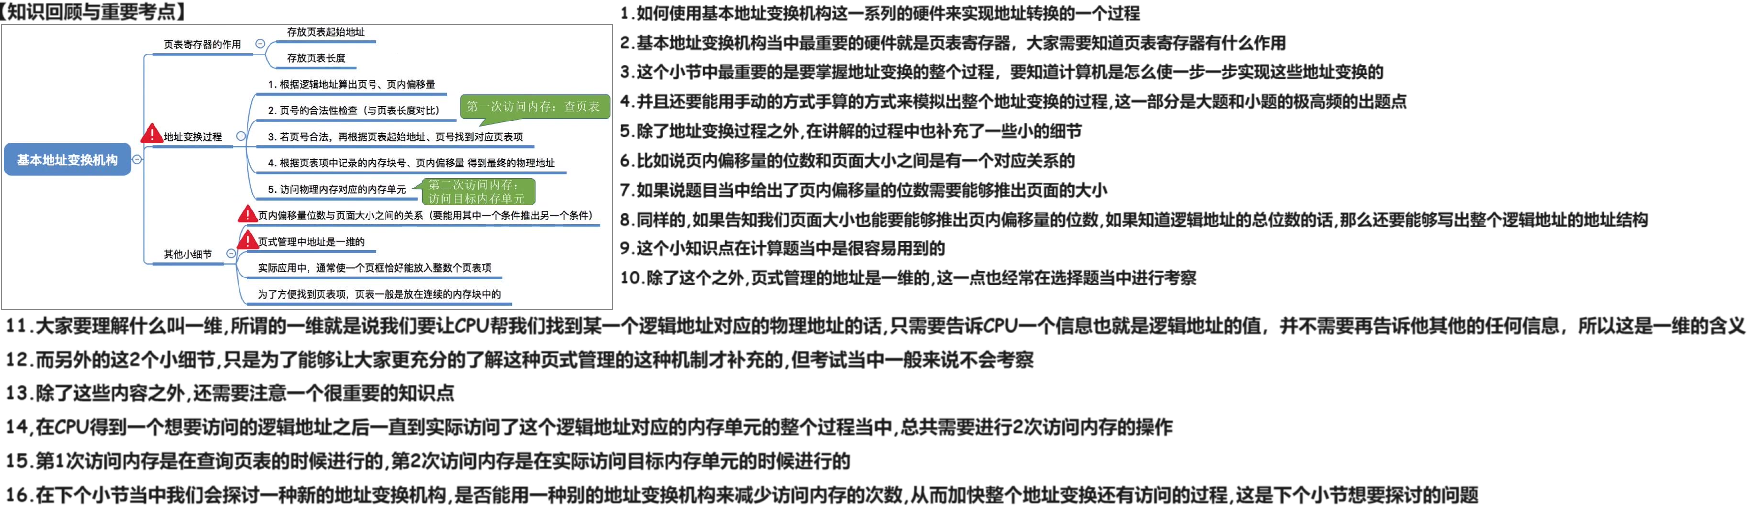 【知识回顾与重要考点】
基本地址变换机构
页表寄存器的作用
存放页表起始地址
存放页表长度
地址变换过程
1. 根据逻辑地址算出页号、页内偏移量
2. 页号的合法性检查（与页表长度对比）
第一次访问内存：查页表
3. 若页号合法，再根据页表起始地址、页号找到对应页表项
4. 根据页表项中记录的内存块号、页内偏移量 得到最终的物理地址
5. 访问物理内存对应的内存单元
第二次访问内存：
访问目标内存单元
其他小细节
页内偏移量位数与页面大小之间的关系（要能用其中一个条件推出另一个条件）
页式管理中地址是一维的
实际应用中，通常使一个页框恰好能放入整数个页表项
为了方便找到页表项，页表一般是放在连续的内存块中的
1.如何使用基本地址变换机构这一系列的硬件来实现地址转换的一个过程
2.基本地址变换机构当中最重要的硬件就是页表寄存器，大家需要知道页表寄存器有什么作用
3.这个小节中最重要的是要掌握地址变换的整个过程，要知道计算机是怎么使一步一步实现这些地址变换的
4.并且还要能用手动的方式手算的方式来模拟出整个地址变换的过程,这一部分是大题和小题的极高频的出题点
5.除了地址变换过程之外,在讲解的过程中也补充了一些小的细节
6.比如说页内偏移量的位数和页面大小之间是有一个对应关系的
7.如果说题目当中给出了页内偏移量的位数需要能够推出页面的大小
8.同样的,如果告知我们页面大小也能要能够推出页内偏移量的位数,如果知道逻辑地址的总位数的话,那么还要能够写出整个逻辑地址的地址结构
9.这个小知识点在计算题当中是很容易用到的
10.除了这个之外,页式管理的地址是一维的,这一点也经常在选择题当中进行考察
11.大家要理解什么叫一维,所谓的一维就是说我们要让CPU帮我们找到某一个逻辑地址对应的物理地址的话,只需要告诉CPU一个信息也就是逻辑地址的值，并不需要再告诉他其他的任何信息，所以这是一维的含义
12.而另外的这2个小细节,只是为了能够让大家更充分的了解这种页式管理的这种机制才补充的,但考试当中一般来说不会考察
13.除了这些内容之外,还需要注意一个很重要的知识点
14,在CPU得到一个想要访问的逻辑地址之后一直到实际访问了这个逻辑地址对应的内存单元的整个过程当中,总共需要进行2次访问内存的操作
15.第1次访问内存是在查询页表的时候进行的,第2次访问内存是在实际访问目标内存单元的时候进行的
16.在下个小节当中我们会探讨一种新的地址变换机构,是否能用一种别的地址变换机构来减少访问内存的次数,从而加快整个地址变换还有访问的过程,这是下个小节想要探讨的问题